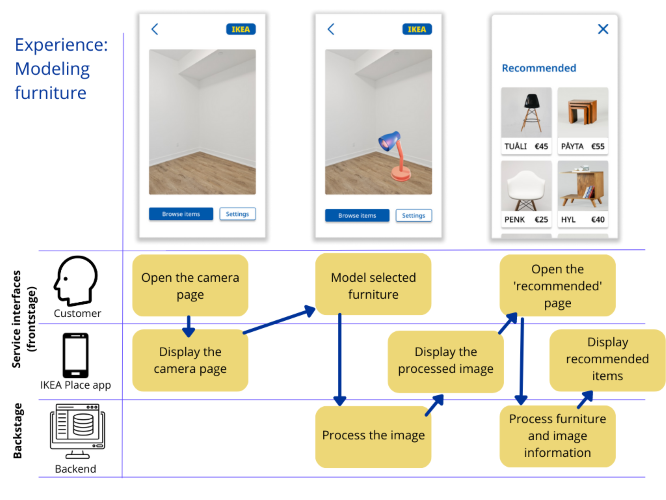 Experience:
Modeling
furniture
IKEA
Browse items
Settings
IKEA
Browse items
Settings
Recommended
TUÅLI €45
PÅYTA €55
PENK €25
HYL €40
Service interfaces
(frontstage)
Customer
Open the camera
page
Model selected
furniture
Open the
'recommended'
page
IKEA Place app
Display the
camera page
Display the
processed image
Display
recommended
items
Backstage
Backend
Process the image
Process furniture
and image
information